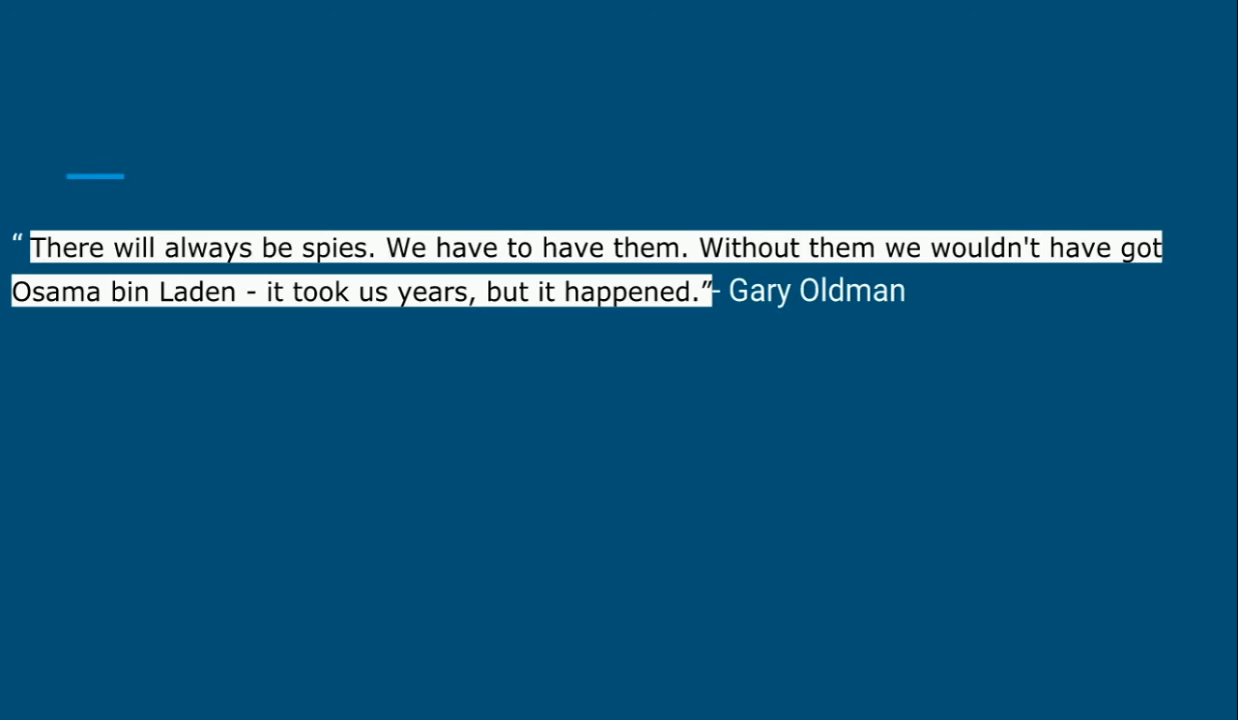 “ There will always be spies. We have to have them. Without them we wouldn't have got
Osama bin Laden - it took us years, but it happened.”- Gary Oldman